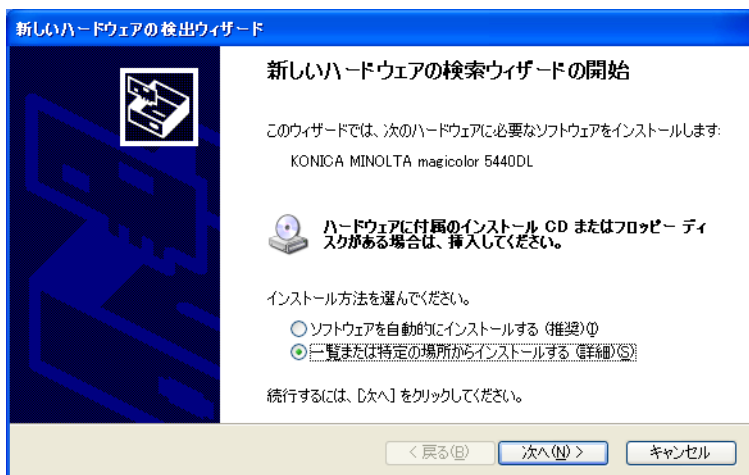 新しいハードウェアの検出ウィザード
新しいハードウェアの検索ウィザードの開始
このウィザードでは、次のハードウェアに必要なソフトウェアをインストールします:
KONICA MINOLTA magicolor 5440DL
ハードウェアに付属のインストール CD またはフロッピー ディ
スクがある場合は、挿入してください。
インストール方法を選んでください。
ソフトウェアを自動的にインストールする (推奨)(I)
一覧または特定の場所からインストールする (詳細)(S)
続行するには、[次へ] をクリックしてください。
< 戻る(B)
次へ(N) >
キャンセル